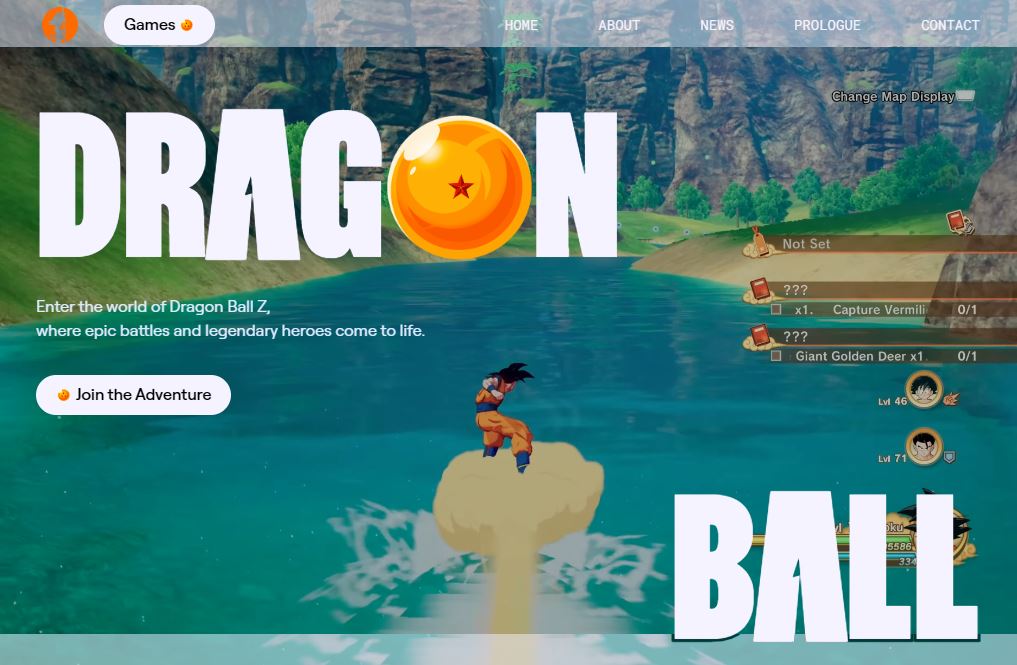 Games
HOME ABOUT NEWS PROLOGUE CONTACT
Change Map Display
DRAGON
Not Set
???
x1. Capture Vermili 0/1
???
Giant Golden Deer x1. 0/1
Enter the world of Dragon Ball Z,
where epic battles and legendary heroes come to life.
Join the Adventure
Lvl 46
Lvl 71
BALL